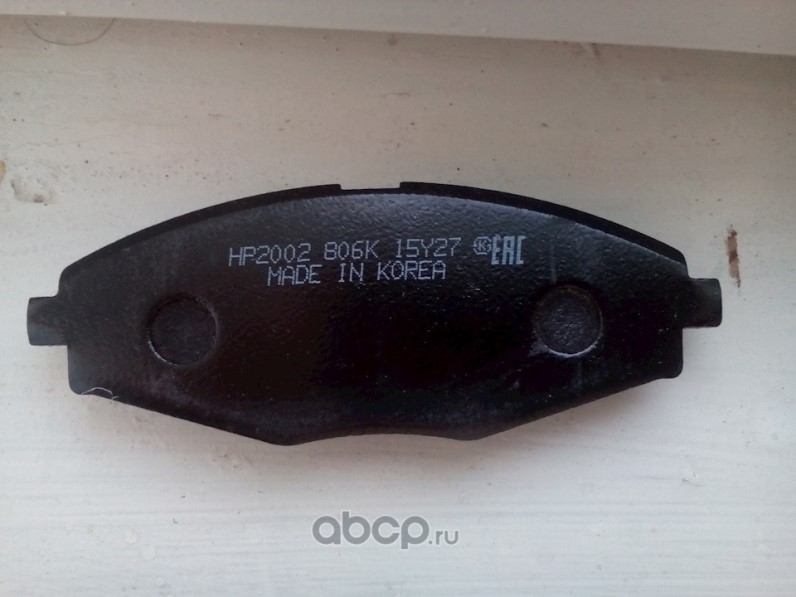 HP2002 806K 15Y27 K EAC
MADE IN KOREA
abcp.ru